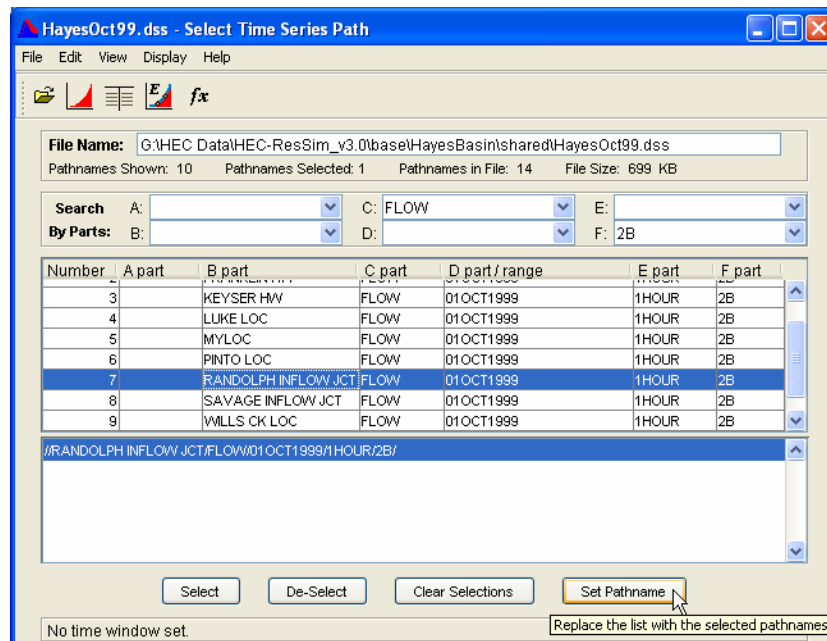 HayesOct99.dss - Select Time Series Path
File Edit View Display Help
E fx
File Name: G:\HEC Data\HEC-ResSim_v3.0\base\HayesBasin\shared\HayesOct99.dss
Pathnames Shown: 10 Pathnames Selected: 1 Pathnames in File: 14 File Size: 699 KB
Search A: C: FLOW E:
By Parts: B: D: F: 2B
Number A part B part C part D part / range E part F part
3 KEYSER HW FLOW 01OCT1999 1HOUR 2B
4 LUKE LOC FLOW 01OCT1999 1HOUR 2B
5 MYLOC FLOW 01OCT1999 1HOUR 2B
6 PINTO LOC FLOW 01OCT1999 1HOUR 2B
7 RANDOLPH INFLOW JCT FLOW 01OCT1999 1HOUR 2B
8 SAVAGE INFLOW JCT FLOW 01OCT1999 1HOUR 2B
9 WILLS CK LOC FLOW 01OCT1999 1HOUR 2B
//RANDOLPH INFLOW JCT/FLOW/01OCT1999/1HOUR/2B/
Select De-Select Clear Selections Set Pathname
Replace the list with the selected pathnames
No time window set.